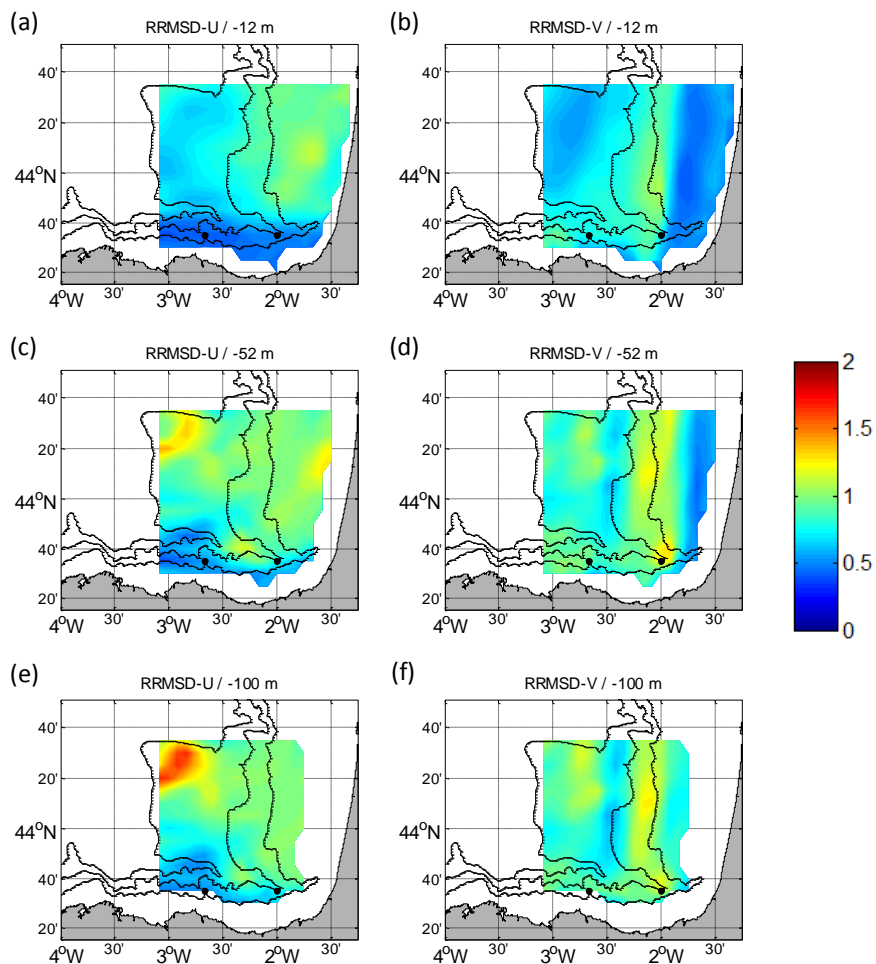 (a) RRMSD-U / -12 m
40'
20'
44°N
40'
20'
4°W 30' 3°W 30' 2°W 30'
(b) RRMSD-V / -12 m
40'
20'
44°N
40'
20'
4°W 30' 3°W 30' 2°W 30'
(c) RRMSD-U / -52 m
40'
20'
44°N
40'
20'
4°W 30' 3°W 30' 2°W 30'
(d) RRMSD-V / -52 m
40'
20'
44°N
40'
20'
4°W 30' 3°W 30' 2°W 30'
2
1.5
1
0.5
0
(e) RRMSD-U / -100 m
40'
20'
44°N
40'
20'
4°W 30' 3°W 30' 2°W 30'
(f) RRMSD-V / -100 m
40'
20'
44°N
40'
20'
4°W 30' 3°W 30' 2°W 30'